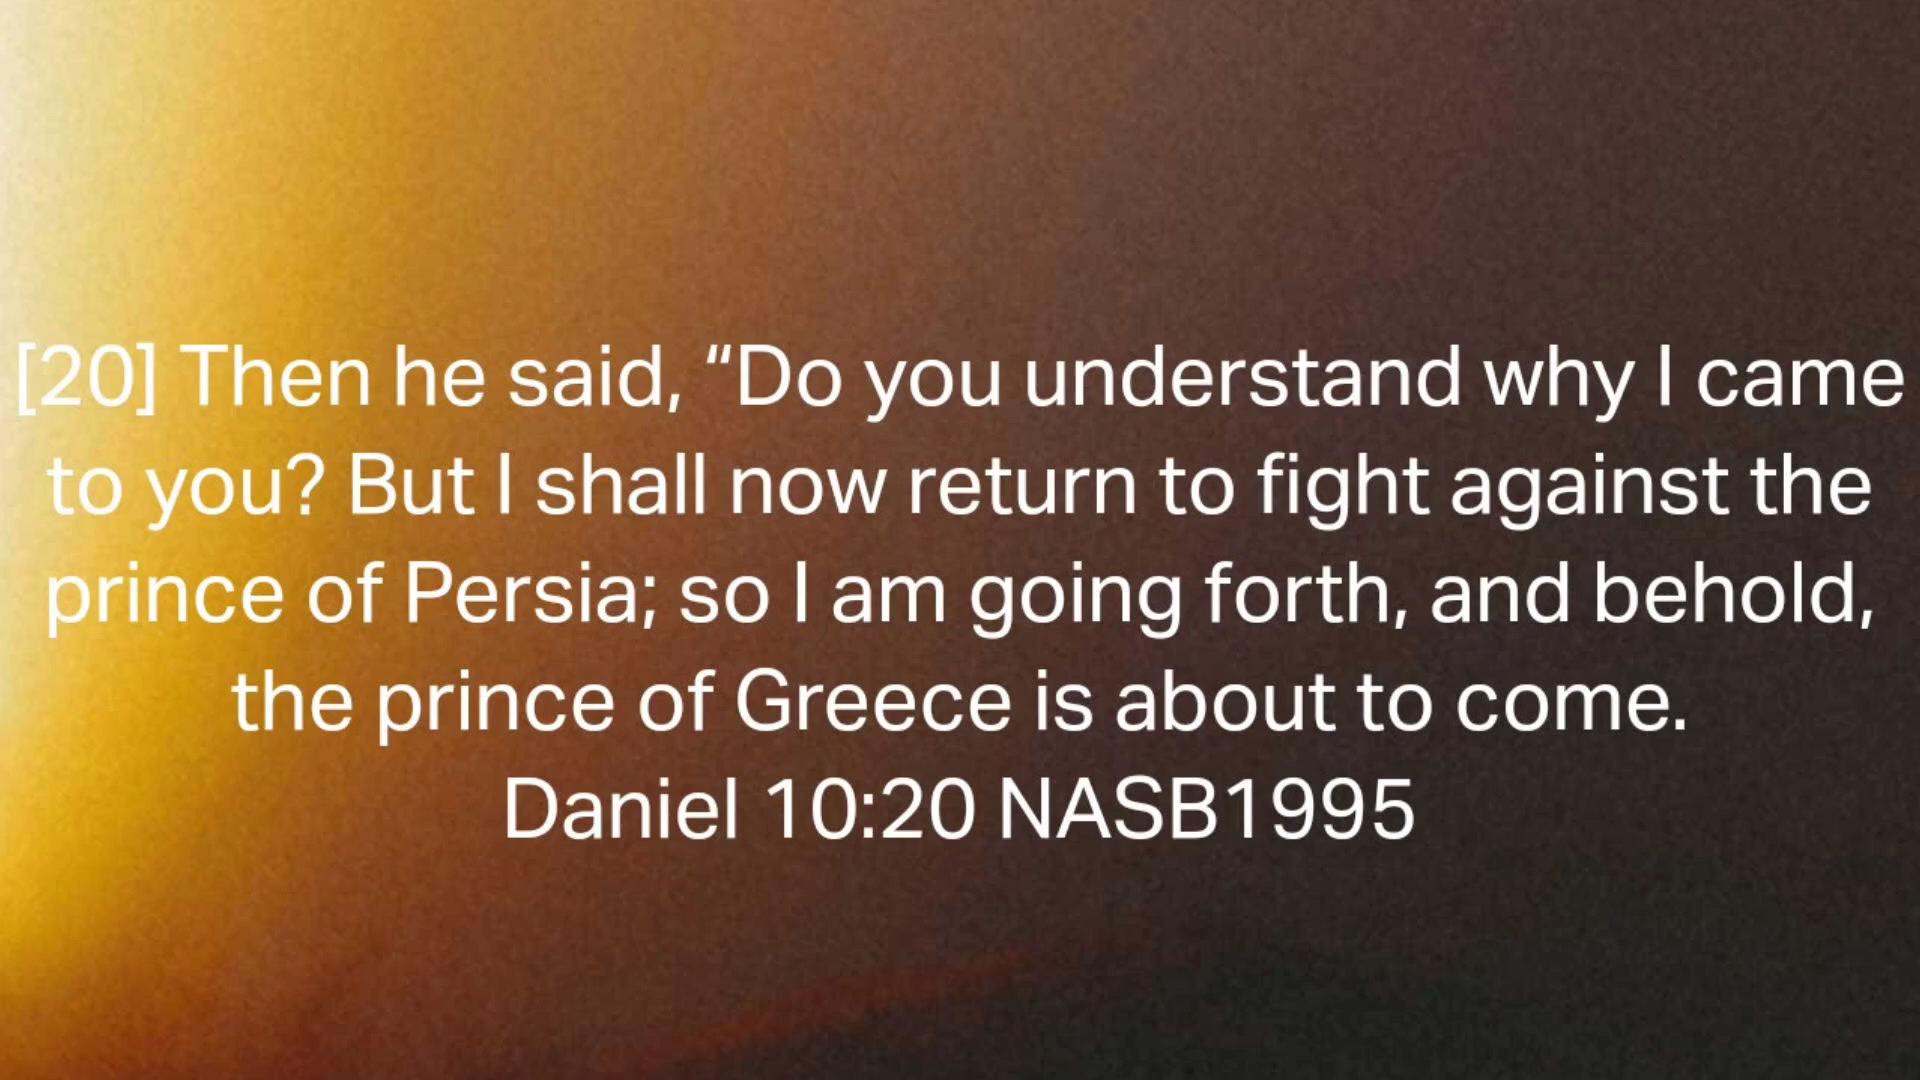 [20] Then he said, “Do you understand why I came
to you? But I shall now return to fight against the
prince of Persia; so I am going forth, and behold,
the prince of Greece is about to come.
Daniel 10:20 NASB1995